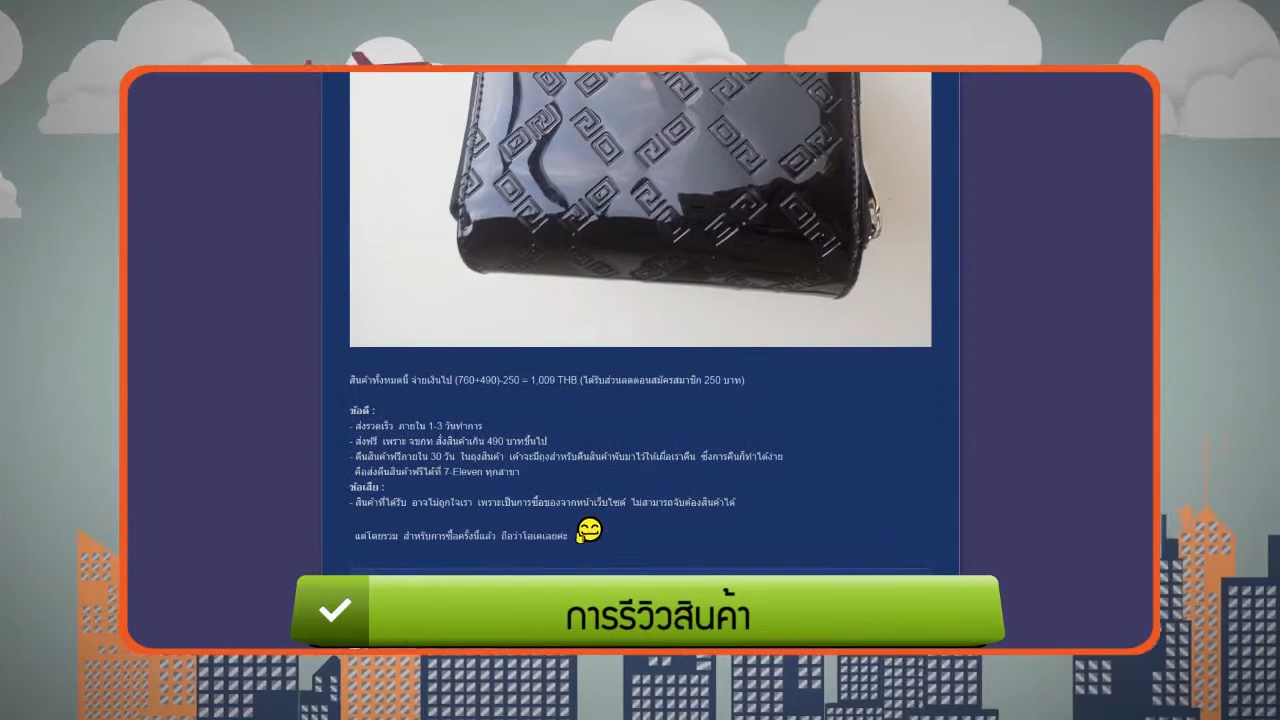 สินค้าทั้งหมดนี้ จ่ายเงินไป (760+490)-250 = 1,009 THB (ได้รับส่วนลดตอนสมัครสมาชิก 250 บาท)
ข้อดี :
- ส่งรวดเร็ว ภายใน 1-3 วันทำการ
- ส่งฟรี เพราะ จขกท สั่งสินค้าเกิน 490 บาทขึ้นไป
- คืนสินค้าฟรีภายใน 30 วัน ในถุงสินค้า เค้าจะมีถุงสำหรับคืนสินค้าพับมาไว้ให้เผื่อเราคืน ซึ่งการคืนก็ทำได้ง่าย
คือส่งคืนสินค้าฟรีได้ที่ 7-Eleven ทุกสาขา
ข้อเสีย :
- สินค้าที่ได้รับ อาจไม่ถูกใจเรา เพราะเป็นการซื้อของจากหน้าเว็บไซต์ ไม่สามารถจับต้องสินค้าได้
แต่โดยรวม สำหรับการซื้อครั้งนี้แล้ว ถือว่าโอเคเลยค่ะ
การรีวิวสินค้า